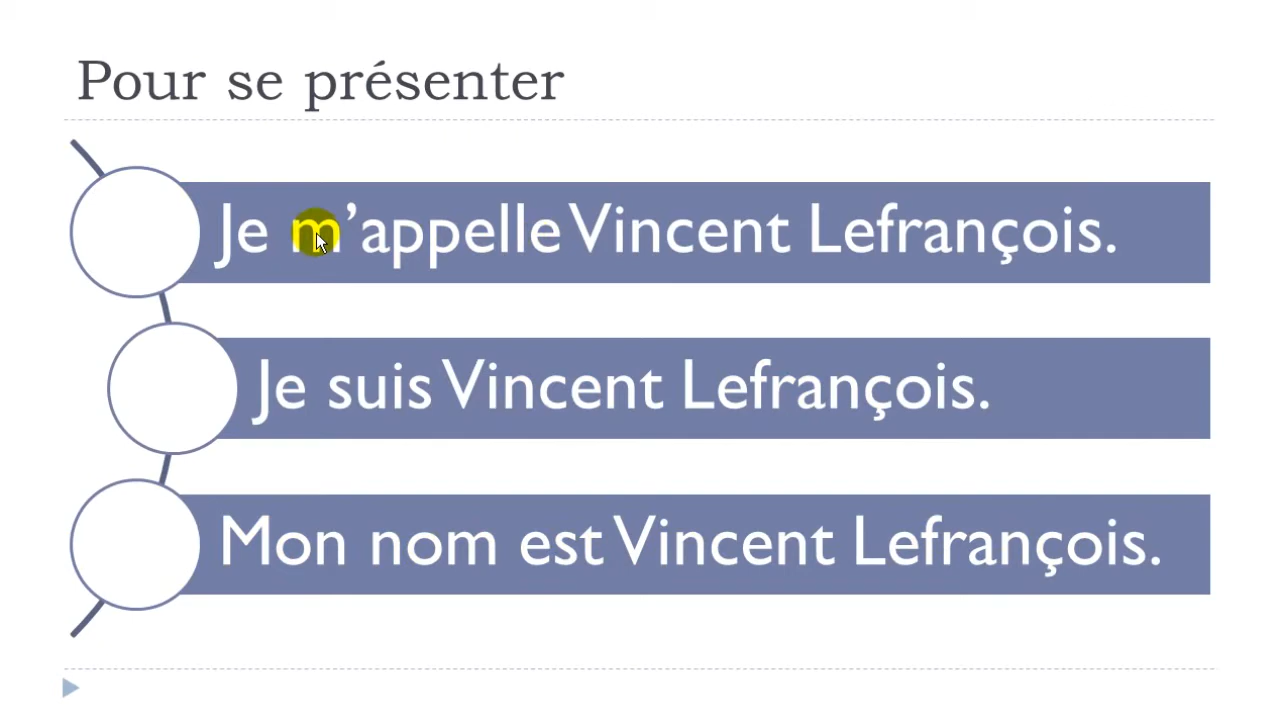 Pour se présenter
Je m’appelle Vincent Lefrançois.
Je suis Vincent Lefrançois.
Mon nom est Vincent Lefrançois.